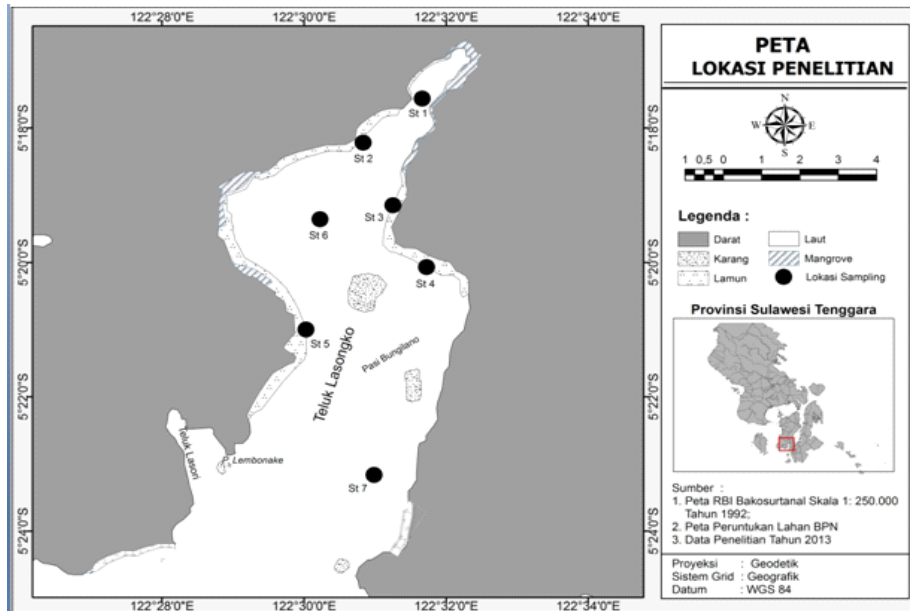 122°28'0"E 122°30'0"E 122°32'0"E 122°34'0"E
5°18'0"S
5°20'0"S
5°22'0"S
5°24'0"S
St 1
St 2
St 3
St 6
St 4
St 5
Teluk Lasongko
Pasi Bungilano
Teluk Lasori
P. Lembonake
St 7
5°18'0"S
5°20'0"S
5°22'0"S
5°24'0"S
122°28'0"E 122°30'0"E 122°32'0"E 122°34'0"E
PETA
LOKASI PENELITIAN
N
W E
S
1 0,5 0 1 2 3 4
Legenda :
Darat Laut
Karang Mangrove
Lamun Lokasi Sampling
Provinsi Sulawesi Tenggara
Sumber :
1. Peta RBI Bakosurtanal Skala 1: 250.000
Tahun 1992;
2. Peta Peruntukan Lahan BPN
3. Data Penelitian Tahun 2013
Proyeksi : Geodetik
Sistem Grid : Geografik
Datum : WGS 84